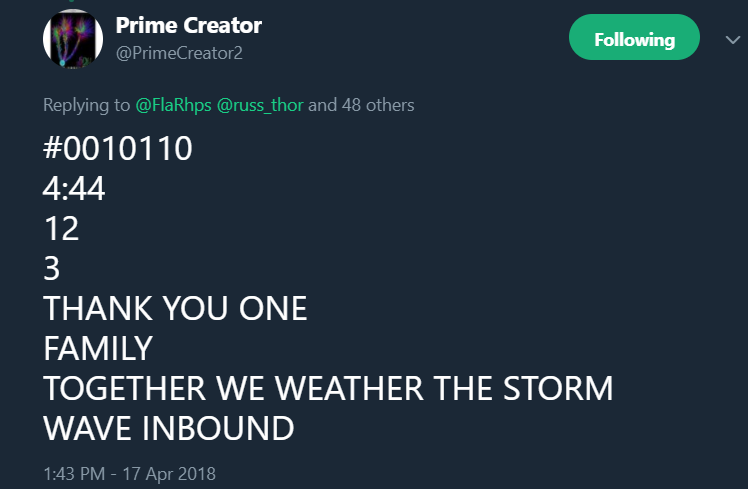 Prime Creator
@PrimeCreator2
Following
Replying to @FlaRhps @russ_thor and 48 others
#0010110
4:44
12
3
THANK YOU ONE
FAMILY
TOGETHER WE WEATHER THE STORM
WAVE INBOUND
1:43 PM - 17 Apr 2018